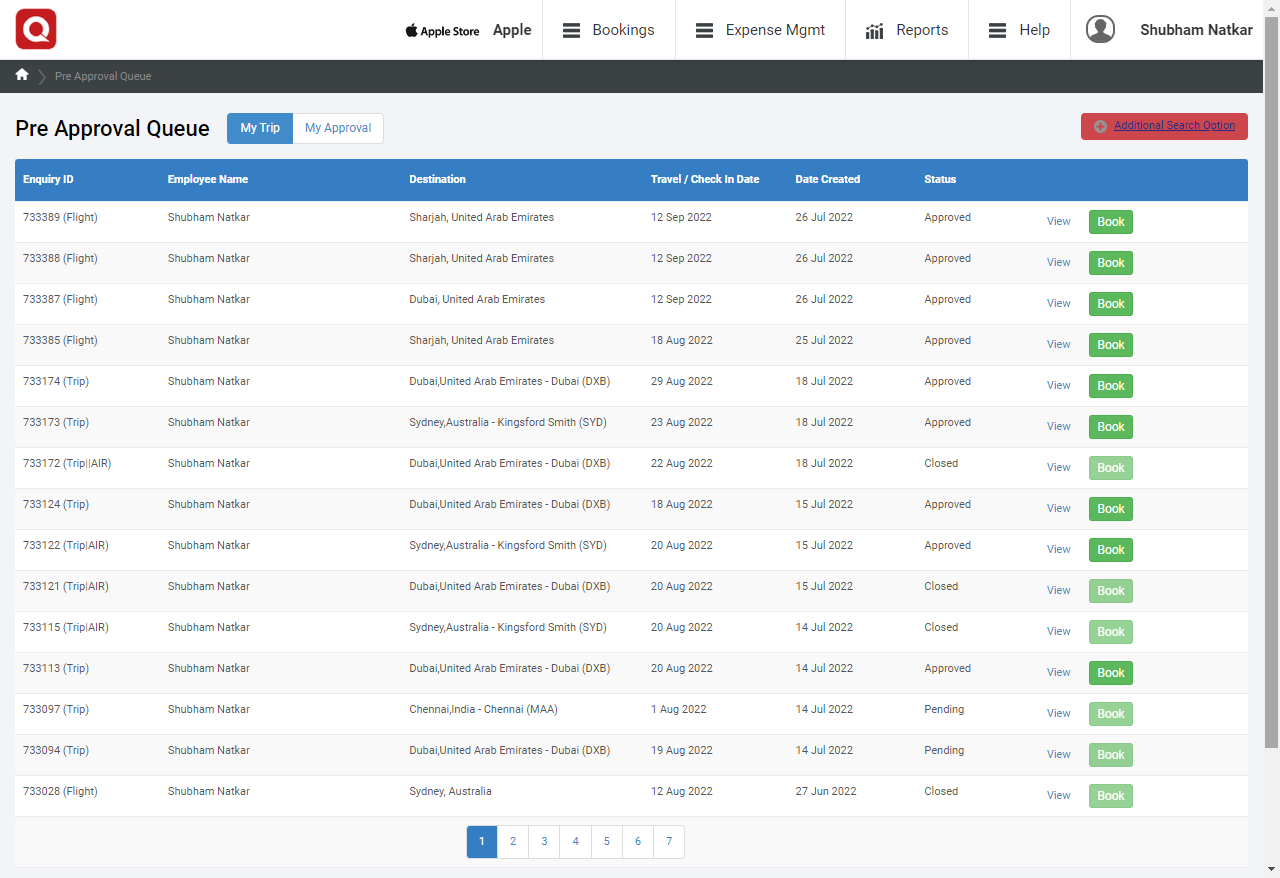 Q
Apple Store Apple Bookings Expense Mgmt Reports Help Shubham Natkar
Pre Approval Queue
Pre Approval Queue My Trip My Approval Additional Search Option
Enquiry ID Employee Name Destination Travel / Check In Date Date Created Status
733389 (Flight) Shubham Natkar Sharjah, United Arab Emirates 12 Sep 2022 26 Jul 2022 Approved View Book
733388 (Flight) Shubham Natkar Sharjah, United Arab Emirates 12 Sep 2022 26 Jul 2022 Approved View Book
733387 (Flight) Shubham Natkar Dubai, United Arab Emirates 12 Sep 2022 26 Jul 2022 Approved View Book
733385 (Flight) Shubham Natkar Sharjah, United Arab Emirates 18 Aug 2022 25 Jul 2022 Approved View Book
733174 (Trip) Shubham Natkar Dubai,United Arab Emirates - Dubai (DXB) 29 Aug 2022 18 Jul 2022 Approved View Book
733173 (Trip) Shubham Natkar Sydney,Australia - Kingsford Smith (SYD) 23 Aug 2022 18 Jul 2022 Approved View Book
733172 (Trip||AIR) Shubham Natkar Dubai,United Arab Emirates - Dubai (DXB) 22 Aug 2022 18 Jul 2022 Closed View Book
733124 (Trip) Shubham Natkar Dubai,United Arab Emirates - Dubai (DXB) 18 Aug 2022 15 Jul 2022 Approved View Book
733122 (Trip|AIR) Shubham Natkar Sydney,Australia - Kingsford Smith (SYD) 20 Aug 2022 15 Jul 2022 Approved View Book
733121 (Trip|AIR) Shubham Natkar Dubai,United Arab Emirates - Dubai (DXB) 20 Aug 2022 15 Jul 2022 Closed View Book
733115 (Trip|AIR) Shubham Natkar Sydney,Australia - Kingsford Smith (SYD) 20 Aug 2022 14 Jul 2022 Closed View Book
733113 (Trip) Shubham Natkar Dubai,United Arab Emirates - Dubai (DXB) 20 Aug 2022 14 Jul 2022 Approved View Book
733097 (Trip) Shubham Natkar Chennai,India - Chennai (MAA) 1 Aug 2022 14 Jul 2022 Pending View Book
733094 (Trip) Shubham Natkar Dubai,United Arab Emirates - Dubai (DXB) 19 Aug 2022 14 Jul 2022 Pending View Book
733028 (Flight) Shubham Natkar Sydney, Australia 12 Aug 2022 27 Jun 2022 Closed View Book
1 2 3 4 5 6 7